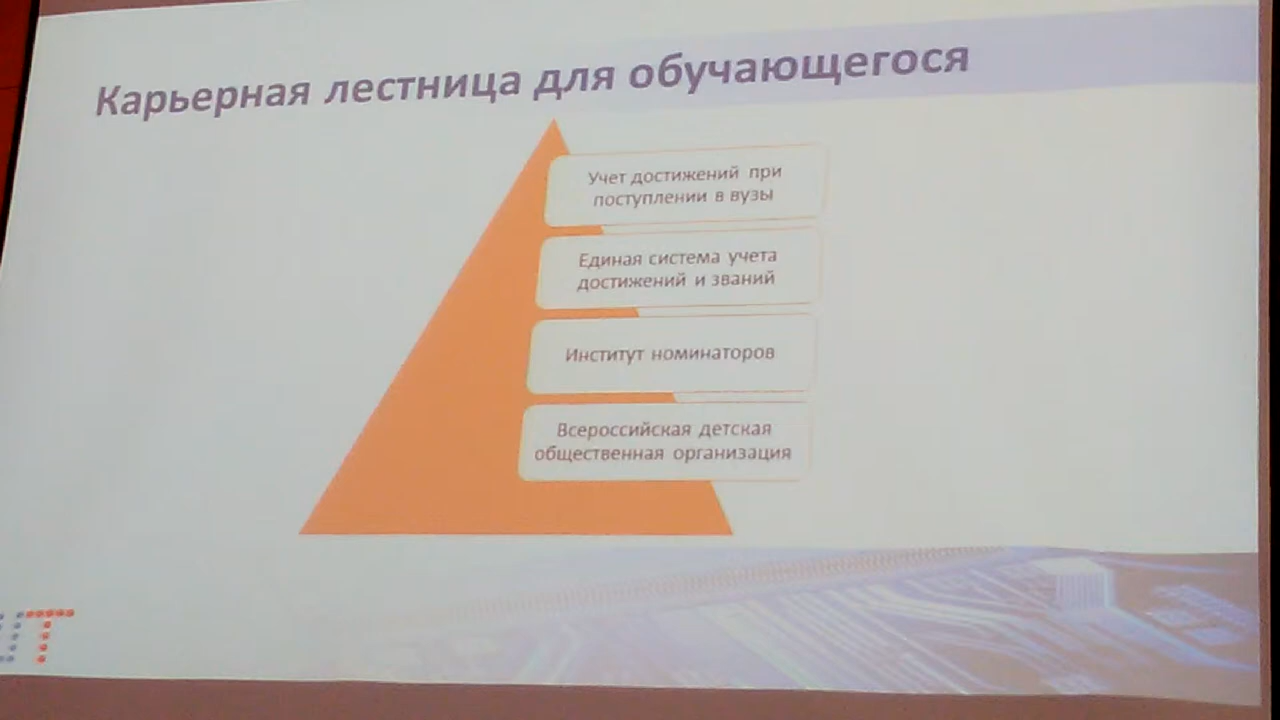 Карьерная лестница для обучающегося
Учет достижений при
поступлении в вузы
Единая система учета
достижений и званий
Институт номинаторов
Всероссийская детская
общественная организация